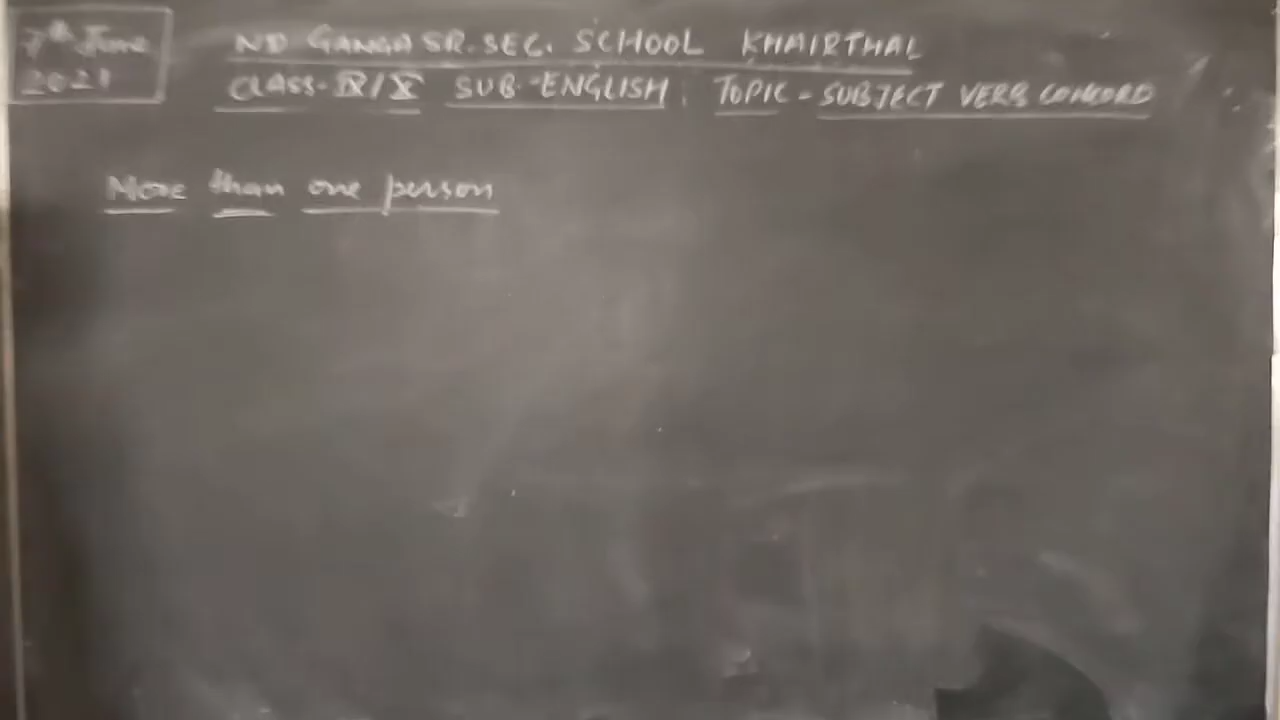 7th June
2021
ND GANGA SR. SEC. SCHOOL KHAIRTHAL
CLASS-IX/X SUB-ENGLISH : TOPIC - SUBJECT VERB CONCORD
More than one person